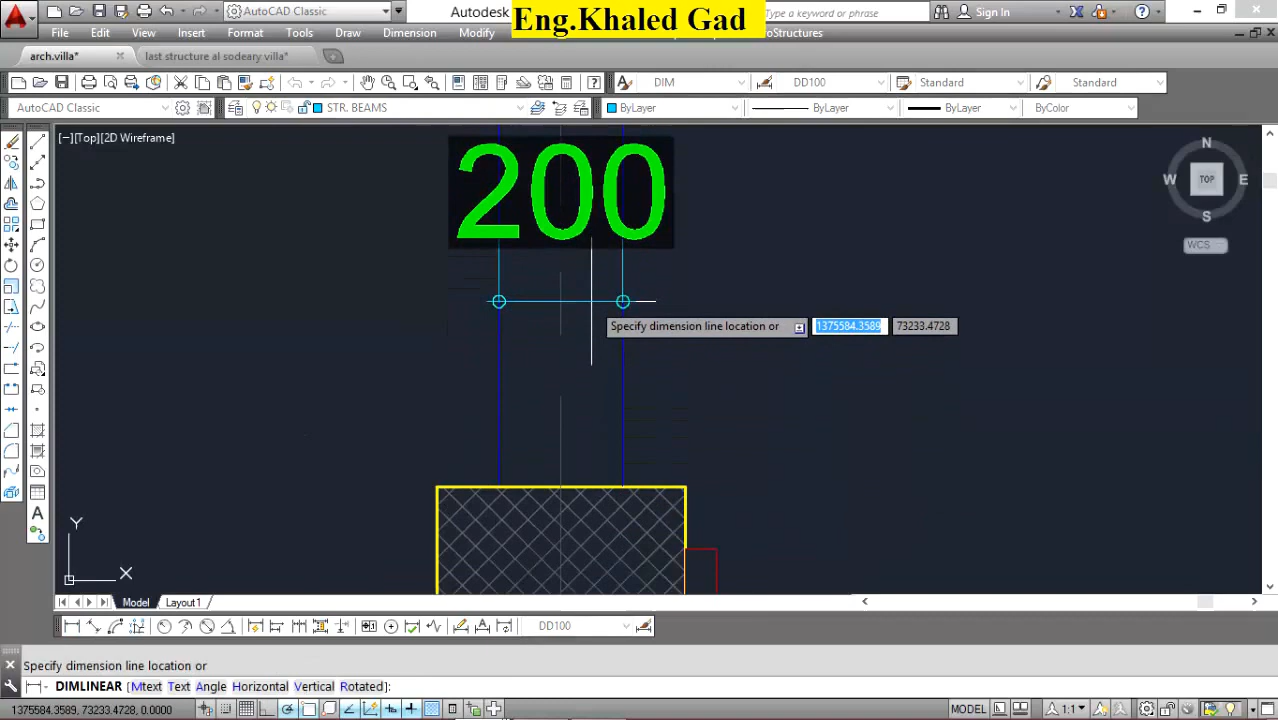 AutoCAD Classic
Autodesk
Eng.Khaled Gad
Type a keyword or phrase
Sign In
File Edit View Insert Format Tools Draw Dimension Modify
oStructures
arch.villa*
last structure al sodeary villa*
DIM
DD100
Standard
Standard
AutoCAD Classic
STR. BEAMS
ByLayer
ByLayer
ByLayer
ByColor
[−][Top][2D Wireframe]
200
N
W TOP E
S
WCS
Specify dimension line location or 1375584.3589 73233.4728
Y
X
Model Layout1
DD100
Specify dimension line location or
DIMLINEAR [Mtext Text Angle Horizontal Vertical Rotated]:
1375584.3589, 73233.4728, 0.0000
MODEL
1:1